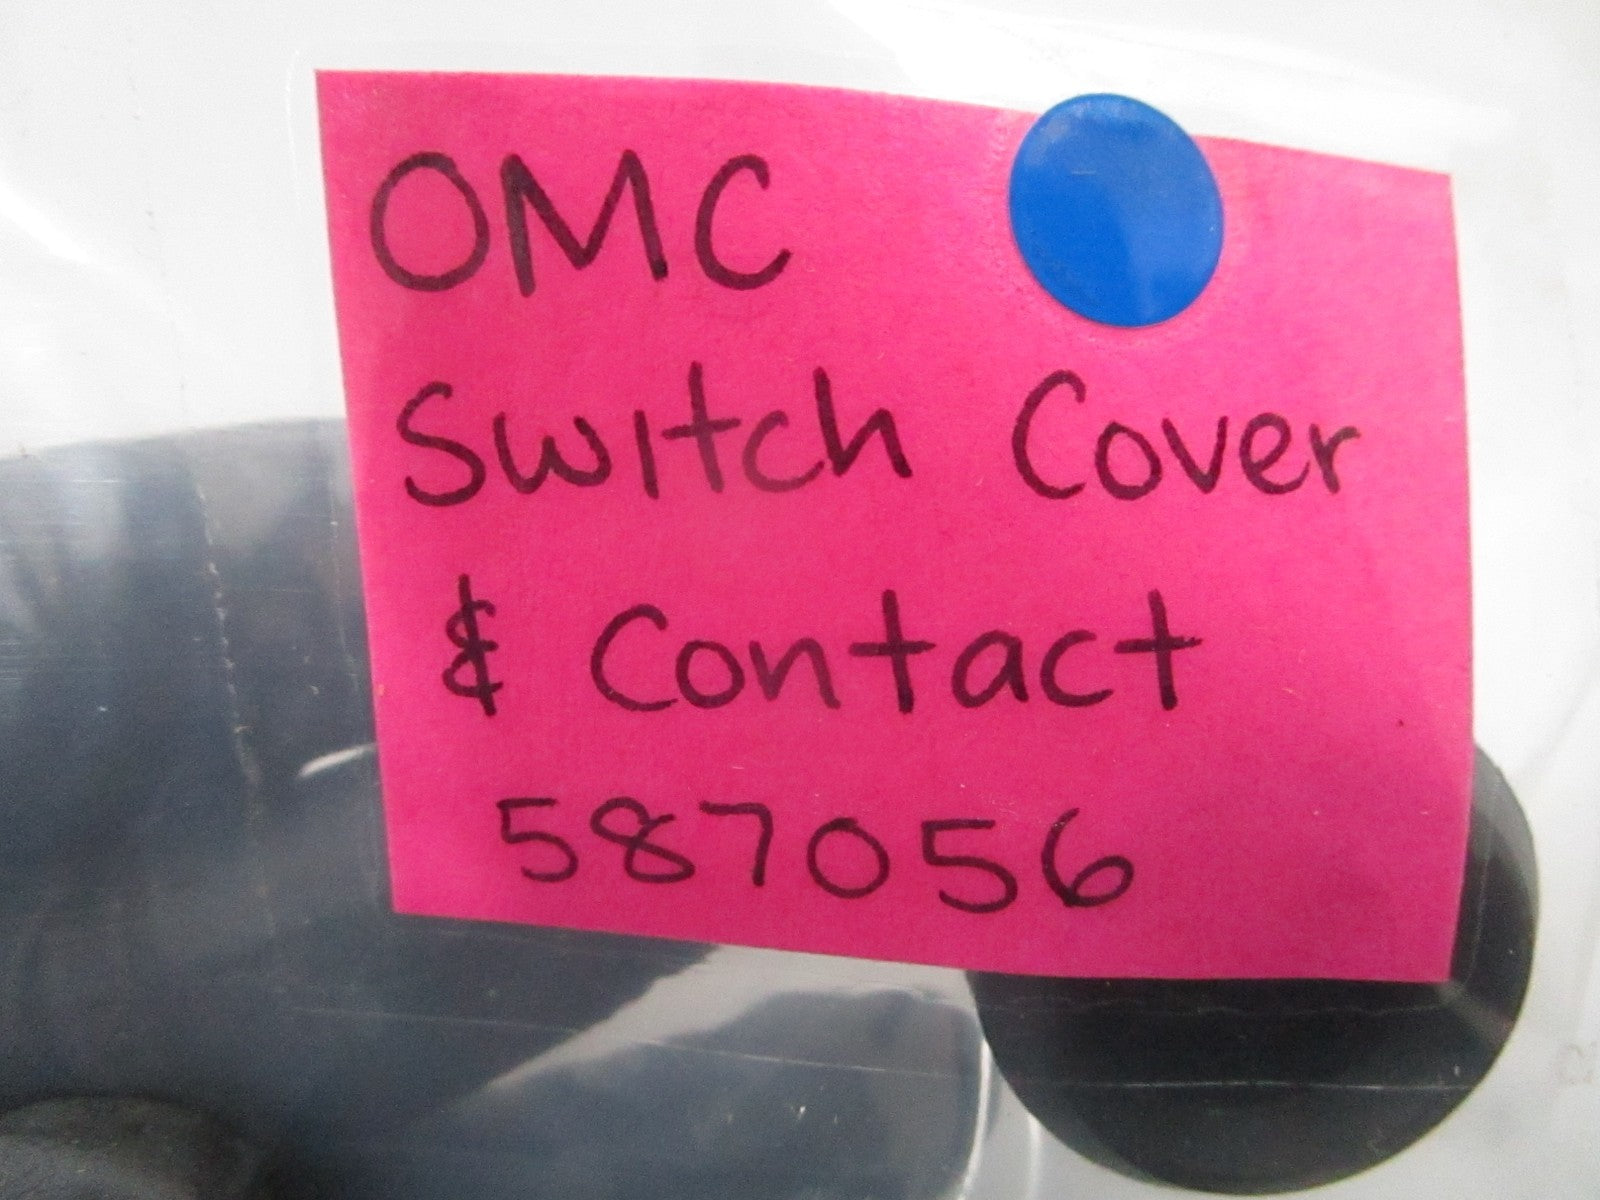 OMC
Switch Cover
& Contact
587056